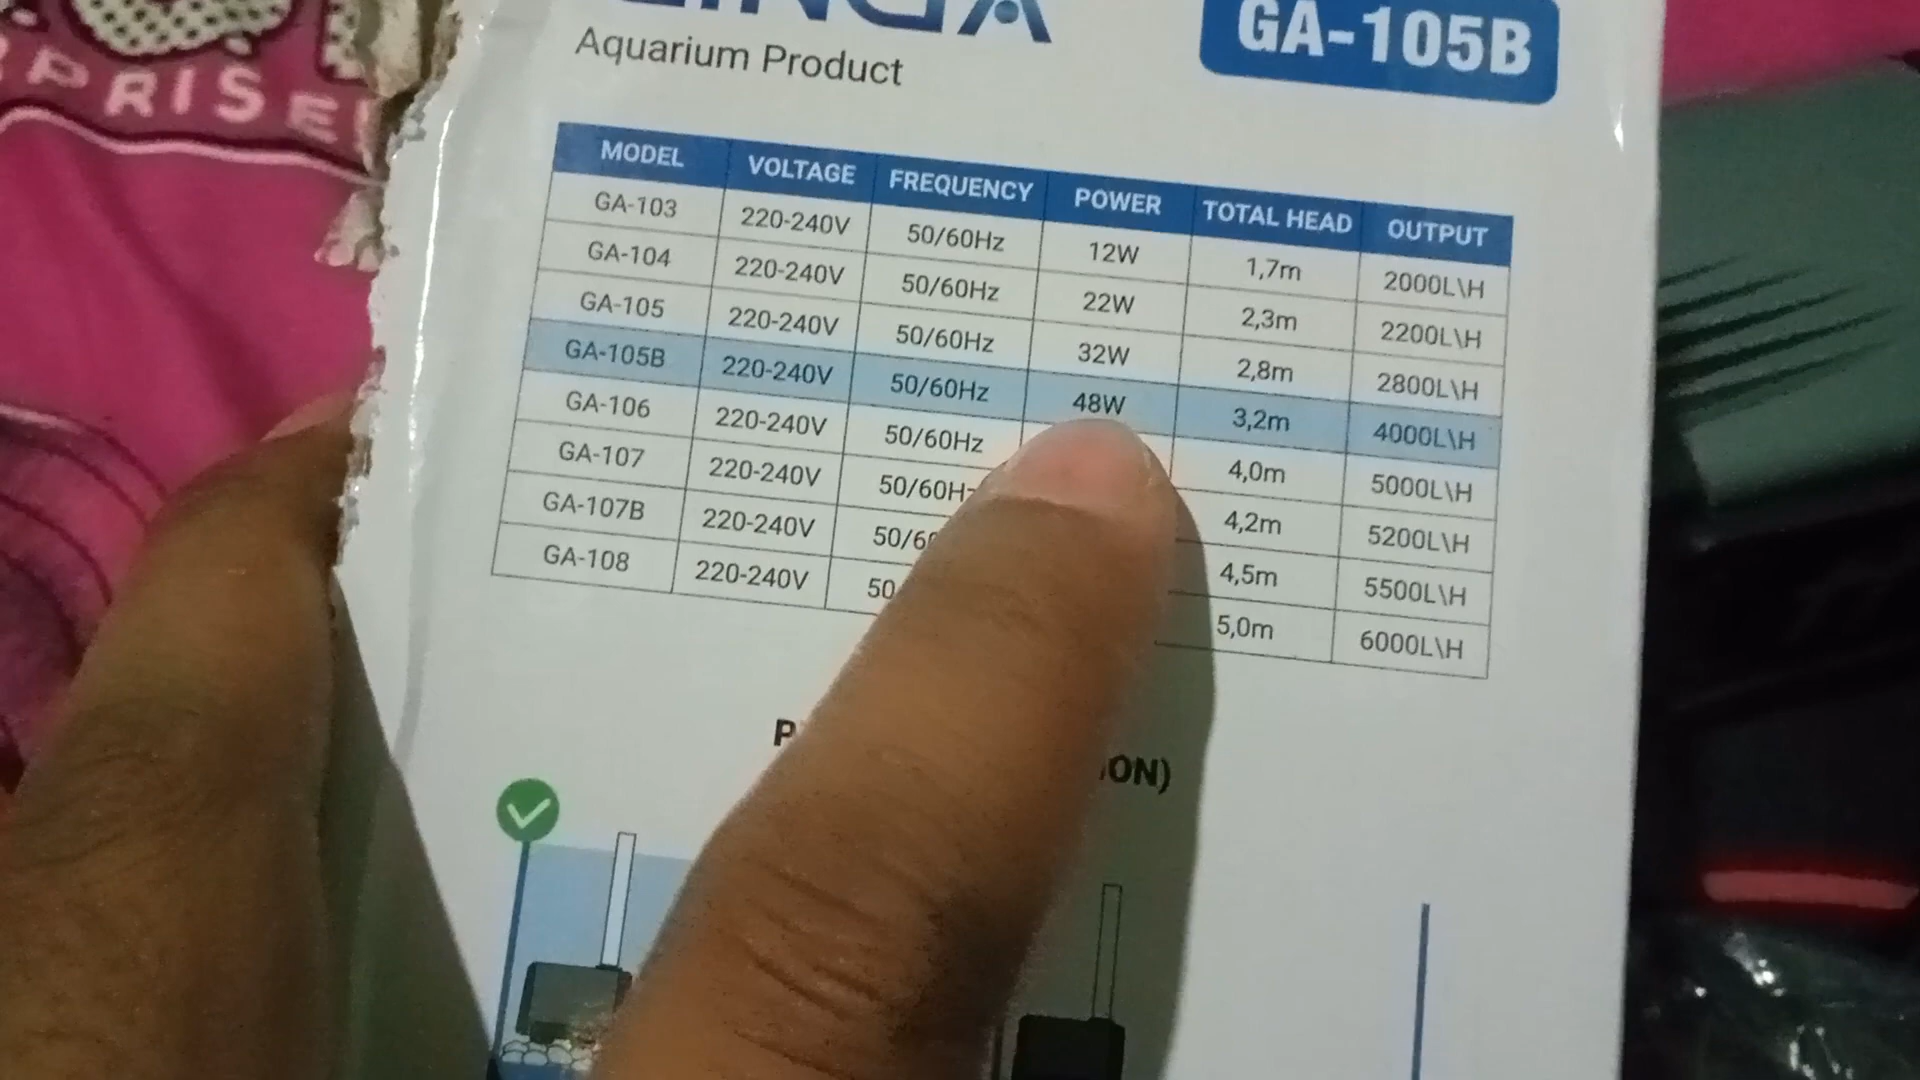 PRISE
Aquarium Product
GA-105B
MODEL VOLTAGE FREQUENCY POWER TOTAL HEAD OUTPUT
GA-103 220-240V 50/60Hz 12W 1,7m 2000L\H
GA-104 220-240V 50/60Hz 22W 2,3m 2200L\H
GA-105 220-240V 50/60Hz 32W 2,8m 2800L\H
GA-105B 220-240V 50/60Hz 48W 3,2m 4000L\H
GA-106 220-240V 50/60Hz 4,0m 5000L\H
GA-107 220-240V 4,2m 5200L\H
GA-107B 220-240V 4,5m 5500L\H
GA-108 220-240V 5,0m 6000L\H